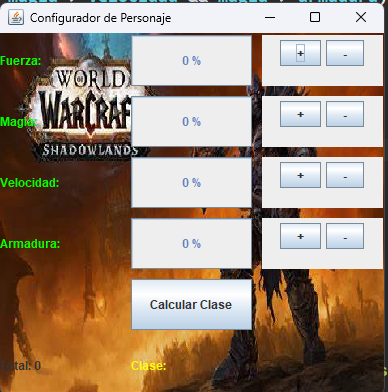 Configurador de Personaje
Fuerza:
0 %
+
-
WORLD
OF
WARCRAFT
SHADOWLANDS
Magia:
0 %
+
-
Velocidad:
0 %
+
-
Armadura:
0 %
+
-
Calcular Clase
Total: 0
Clase: